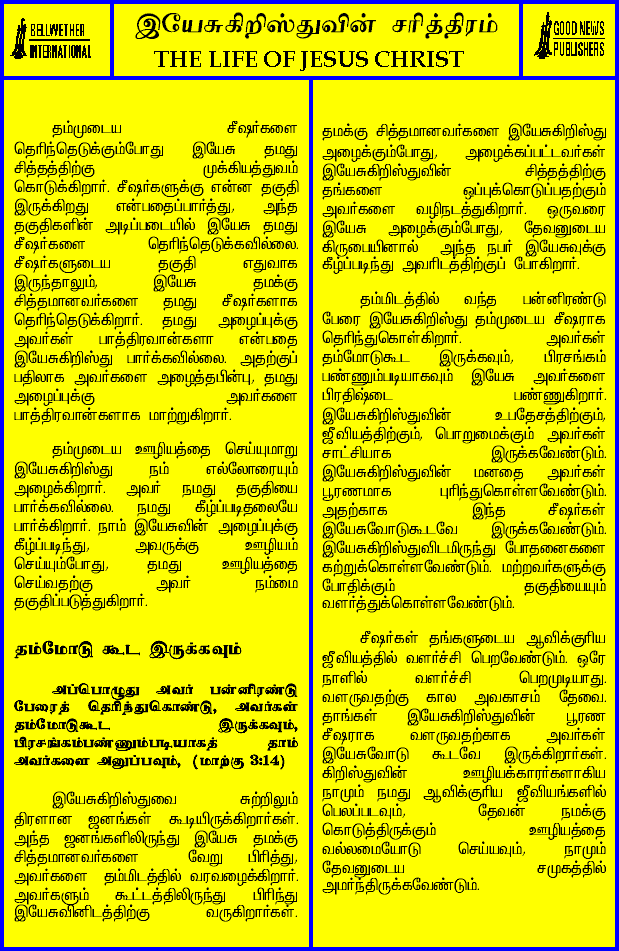 BELLWETHER
INTERNATIONAL
இயேசுகிறிஸ்துவின் சரித்திரம்
THE LIFE OF JESUS CHRIST
GOOD NEWS
PUBLISHERS
தம்முடைய சீஷர்களை
தெரிந்தெடுக்கும்போது இயேசு தமது
சித்தத்திற்கு முக்கியத்துவம்
கொடுக்கிறார். சீஷர்களுக்கு என்ன தகுதி
இருக்கிறது என்பதைப்பார்த்து, அந்த
தகுதிகளின் அடிப்படையில் இயேசு தமது
சீஷர்களை தெரிந்தெடுக்கவில்லை.
சீஷர்களுடைய தகுதி எதுவாக
இருந்தாலும், இயேசு தமக்கு
சித்தமானவர்களை தமது சீஷர்களாக
தெரிந்தெடுக்கிறார். தமது அழைப்புக்கு
அவர்கள் பாத்திரவான்களா என்பதை
இயேசுகிறிஸ்து பார்க்கவில்லை. அதற்குப்
பதிலாக அவர்களை அழைத்தபின்பு, தமது
அழைப்புக்கு அவர்களை
பாத்திரவான்களாக மாற்றுகிறார்.
தம்முடைய ஊழியத்தை செய்யுமாறு
இயேசுகிறிஸ்து நம் எல்லோரையும்
அழைக்கிறார். அவர் நமது தகுதியை
பார்க்கவில்லை. நமது கீழ்ப்படிதலையே
பார்க்கிறார். நாம் இயேசுவின் அழைப்புக்கு
கீழ்ப்படிந்து, அவருக்கு ஊழியம்
செய்யும்போது, தமது ஊழியத்தை
செய்வதற்கு அவர் நம்மை
தகுதிப்படுத்துகிறார்.
தம்மோடு கூட இருக்கவும்
அப்பொழுது அவர் பன்னிரண்டு
பேரைத் தெரிந்துகொண்டு, அவர்கள்
தம்மோடுகூட இருக்கவும்,
பிரசங்கம்பண்ணும்படியாகத் தாம்
அவர்களை அனுப்பவும், (மாற்கு 3:14)
இயேசுகிறிஸ்துவை சுற்றிலும்
திரளான ஜனங்கள் கூடியிருக்கிறார்கள்.
அந்த ஜனங்களிலிருந்து இயேசு தமக்கு
சித்தமானவர்களை வேறு பிரித்து,
அவர்களை தம்மிடத்தில் வரவழைக்கிறார்.
அவர்களும் கூட்டத்திலிருந்து பிரிந்து
இயேசுவினிடத்திற்கு வருகிறார்கள்.
தமக்கு சித்தமானவர்களை இயேசுகிறிஸ்து
அழைக்கும்போது, அழைக்கப்பட்டவர்கள்
இயேசுகிறிஸ்துவின் சித்தத்திற்கு
தங்களை ஒப்புக்கொடுப்பதற்கும்
அவர்களை வழிநடத்துகிறார். ஒருவரை
இயேசு அழைக்கும்போது, தேவனுடைய
கிருபையினால் அந்த நபர் இயேசுவுக்கு
கீழ்ப்படிந்து அவரிடத்திற்குப் போகிறார்.
தம்மிடத்தில் வந்த பன்னிரண்டு
பேரை இயேசுகிறிஸ்து தம்முடைய சீஷராக
தெரிந்துகொள்கிறார். அவர்கள்
தம்மோடுகூட இருக்கவும், பிரசங்கம்
பண்ணும்படியாகவும் இயேசு அவர்களை
பிரதிஷ்டை பண்ணுகிறார்.
இயேசுகிறிஸ்துவின் உபதேசத்திற்கும்,
ஜீவியத்திற்கும், பொறுமைக்கும் அவர்கள்
சாட்சியாக இருக்கவேண்டும்.
இயேசுகிறிஸ்துவின் மனதை அவர்கள்
பூரணமாக புரிந்துகொள்ளவேண்டும்.
அதற்காக இந்த சீஷர்கள்
இயேசுவோடுகூடவே இருக்கவேண்டும்.
இயேசுகிறிஸ்துவிடமிருந்து போதனைகளை
கற்றுக்கொள்ளவேண்டும். மற்றவர்களுக்கு
போதிக்கும் தகுதியையும்
வளர்த்துக்கொள்ளவேண்டும்.
சீஷர்கள் தங்களுடைய ஆவிக்குரிய
ஜீவியத்தில் வளர்ச்சி பெறவேண்டும். ஒரே
நாளில் வளர்ச்சி பெறமுடியாது.
வளருவதற்கு கால அவகாசம் தேவை.
தாங்கள் இயேசுகிறிஸ்துவின் பூரண
சீஷராக வளருவதற்காக அவர்கள்
இயேசுவோடு கூடவே இருக்கிறார்கள்.
கிறிஸ்துவின் ஊழியக்காரர்களாகிய
நாமும் நமது ஆவிக்குரிய ஜீவியங்களில்
பெலப்படவும், தேவன் நமக்கு
கொடுத்திருக்கும் ஊழியத்தை
வல்லமையோடு செய்யவும், நாமும்
தேவனுடைய சமுகத்தில்
அமர்ந்திருக்கவேண்டும்.